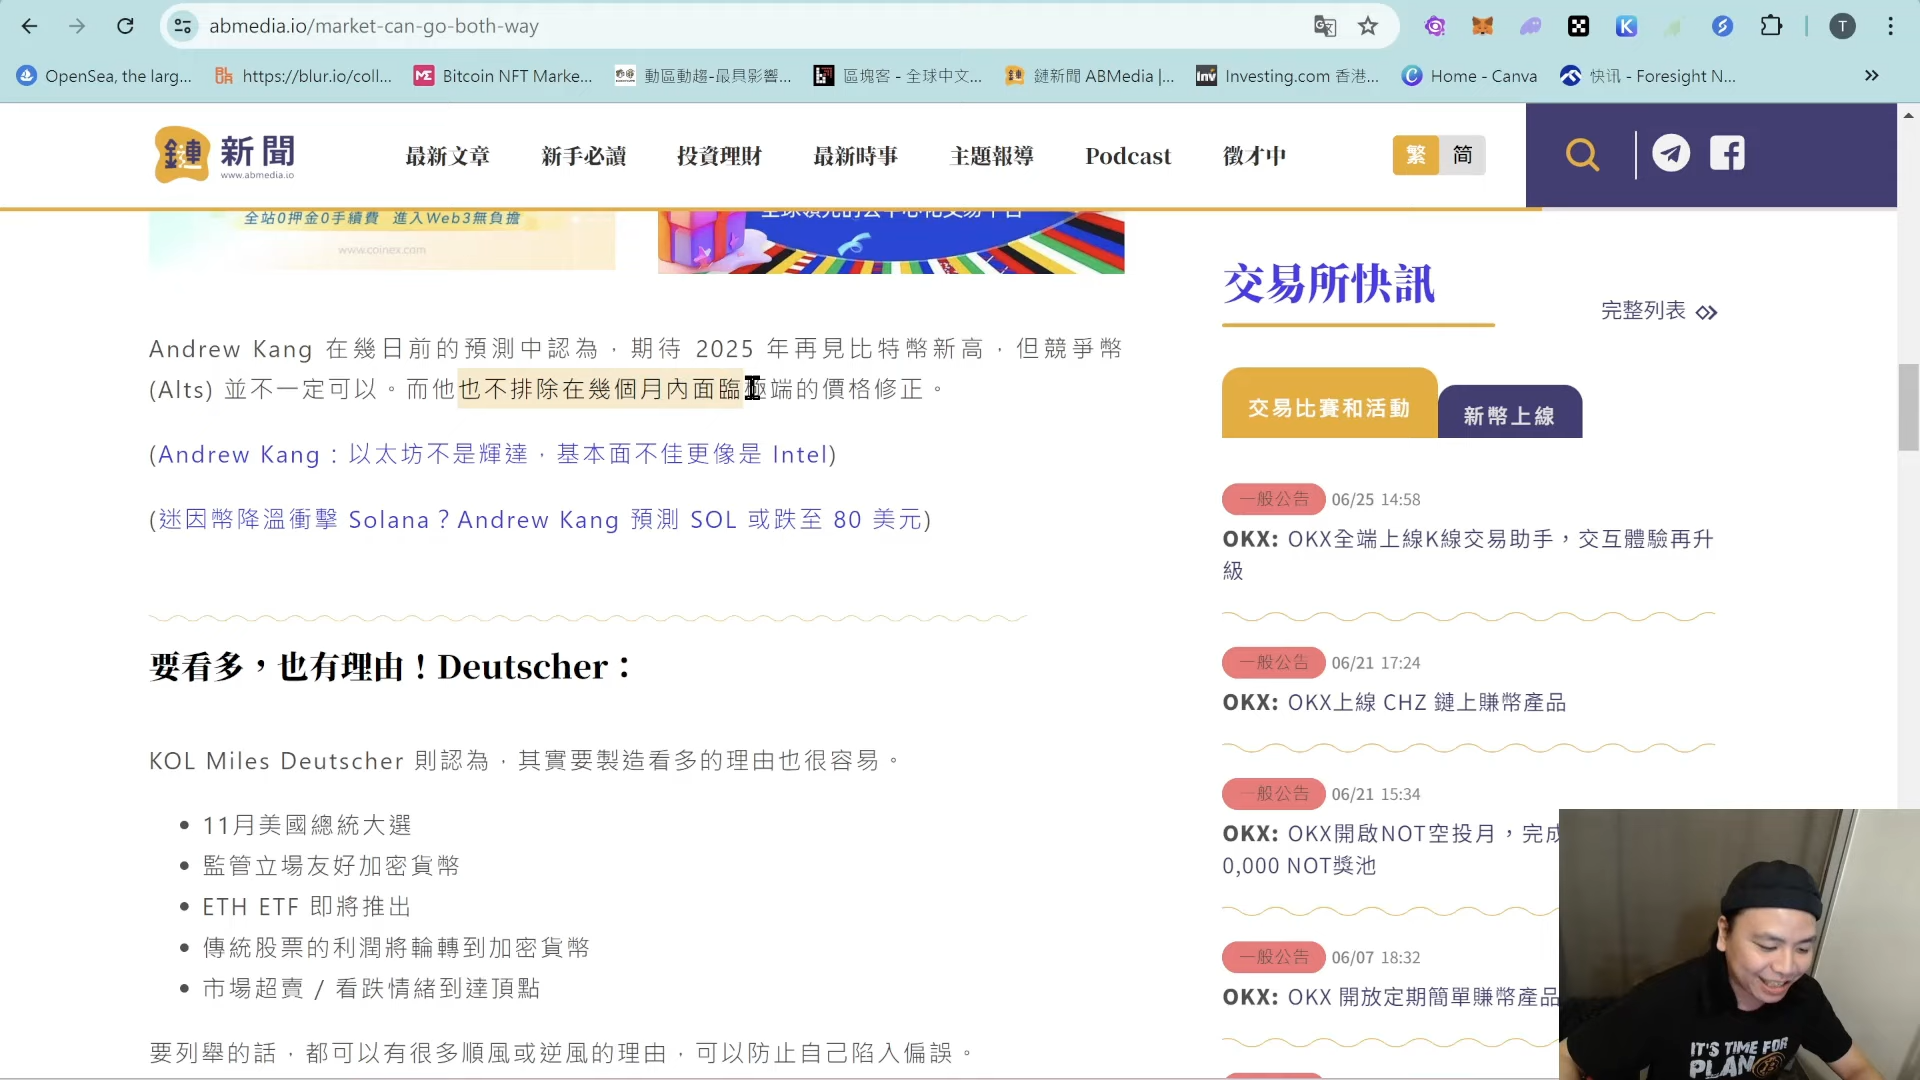 abmedia.io/market-can-go-both-way
T
OpenSea, the larg...
https://blur.io/coll...
Bitcoin NFT Marke...
動區動趨-最具影響...
區塊客 - 全球中文...
鏈新聞 ABMedia |...
Investing.com 香港...
Home - Canva
快讯 - Foresight N...
鏈新聞
www.abmedia.io
最新文章
新手必讀
投資理財
最新時事
主題報導
Podcast
徵才中
繁
简
全站0押金0手續費 進入Web3無負擔
www.coinex.com
Andrew Kang 在幾日前的預測中認為，期待 2025 年再見比特幣新高，但競爭幣
(Alts) 並不一定可以。而他也不排除在幾個月內面臨極端的價格修正。
(Andrew Kang：以太坊不是輝達，基本面不佳更像是 Intel)
(迷因幣降溫衝擊 Solana？Andrew Kang 預測 SOL 或跌至 80 美元)
要看多，也有理由！Deutscher：
KOL Miles Deutscher 則認為，其實要製造看多的理由也很容易。
11月美國總統大選
監管立場友好加密貨幣
ETH ETF 即將推出
傳統股票的利潤將輪轉到加密貨幣
市場超賣 / 看跌情緒到達頂點
要列舉的話，都可以有很多順風或逆風的理由，可以防止自己陷入偏誤。
交易所快訊
完整列表
交易比賽和活動
新幣上線
一般公告 06/25 14:58
OKX: OKX全端上線K線交易助手，交互體驗再升
級
一般公告 06/21 17:24
OKX: OKX上線 CHZ 鏈上賺幣產品
一般公告 06/21 15:34
OKX: OKX開啟NOT空投月，完成
0,000 NOT獎池
一般公告 06/07 18:32
OKX: OKX 開放定期簡單賺幣產品
IT'S TIME FOR
PLAN